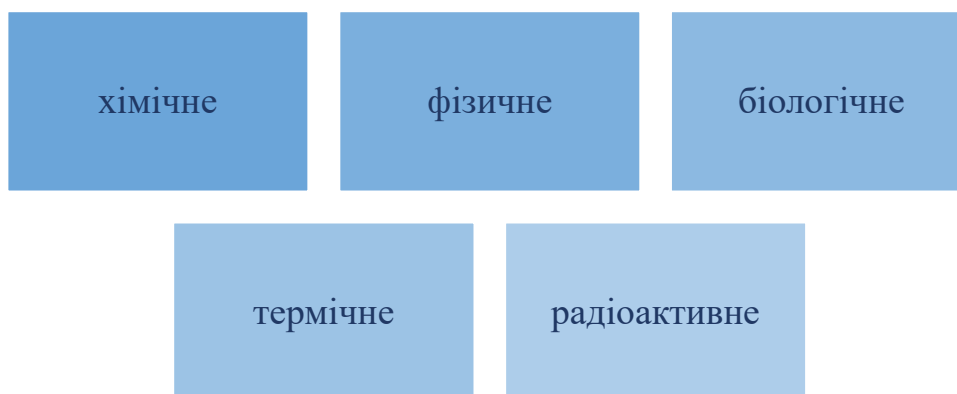 хімічне
фізичне
біологічне
термічне
радіоактивне